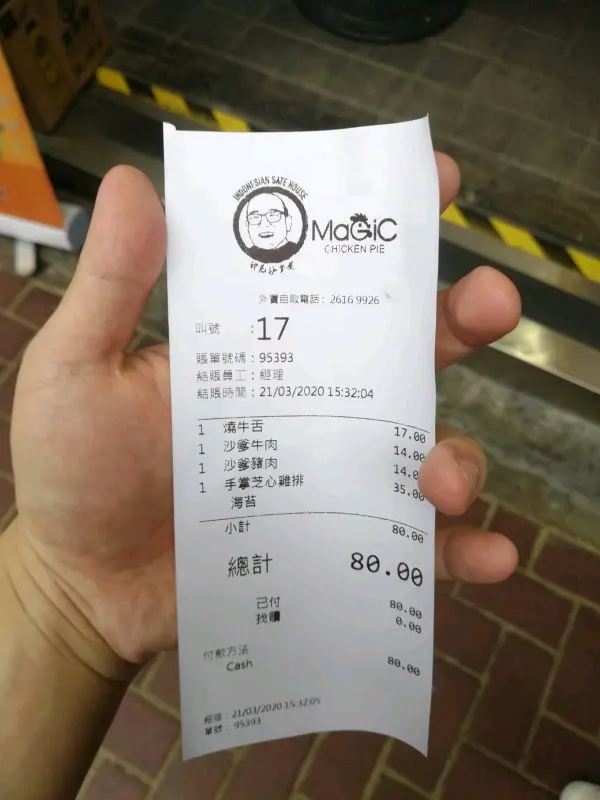 INDONESIAN SATE HOUSE
MaGiC
CHICKEN PIE
印尼沙爹屋
外賣自取電話: 2616 9926
叫號 :17
賬單號碼：95393
結賬員工：經理
結賬時間：21/03/2020 15:32:04
1 燒牛舌 17.00
1 沙爹牛肉 14.00
1 沙爹豬肉 14.0
1 手掌芝心雞排 35.00
海苔
小計 80.00
總計 80.00
已付 80.00
找贖 0.00
付款方法
Cash 80.00
經理：21/03/2020 15:32:05
單號：95393